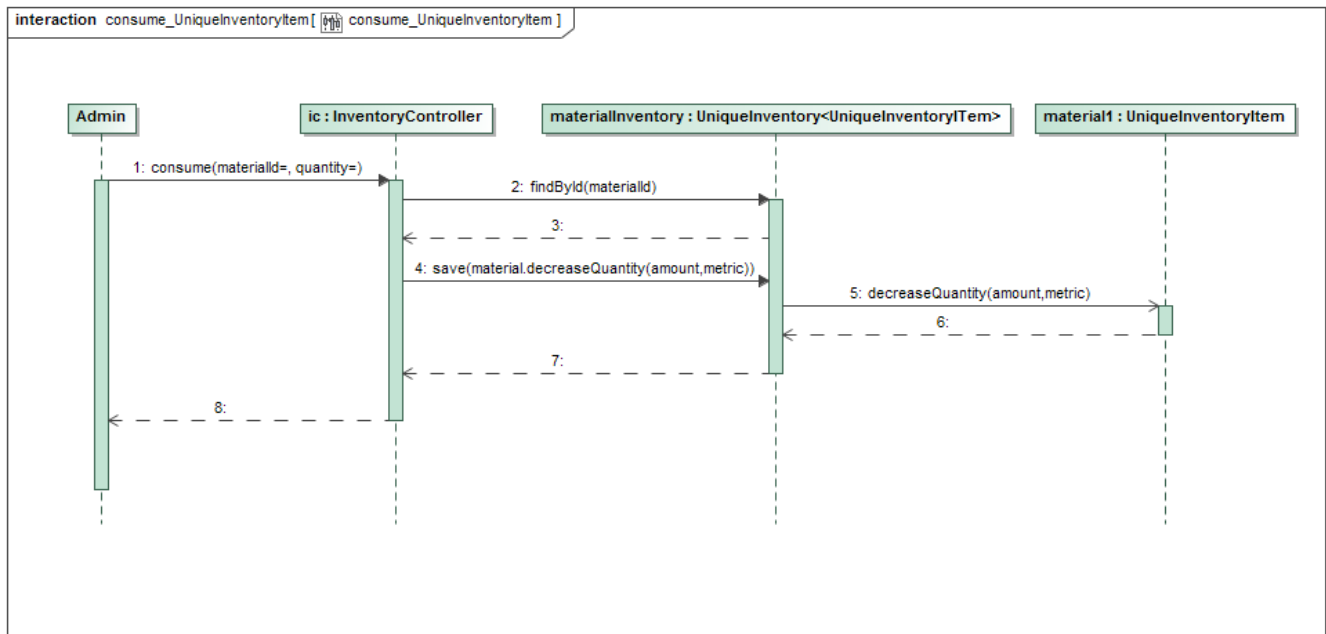 interaction consume_UniqueInventoryItem[ consume_UniqueInventoryItem ]
Admin
ic : InventoryController
materialInventory : UniqueInventory<UniqueInventoryITem>
material1 : UniqueInventoryItem
1: consume(materialId=, quantity=)
2: findById(materialId)
3:
4: save(material.decreaseQuantity(amount,metric))
5: decreaseQuantity(amount,metric)
6:
7:
8: